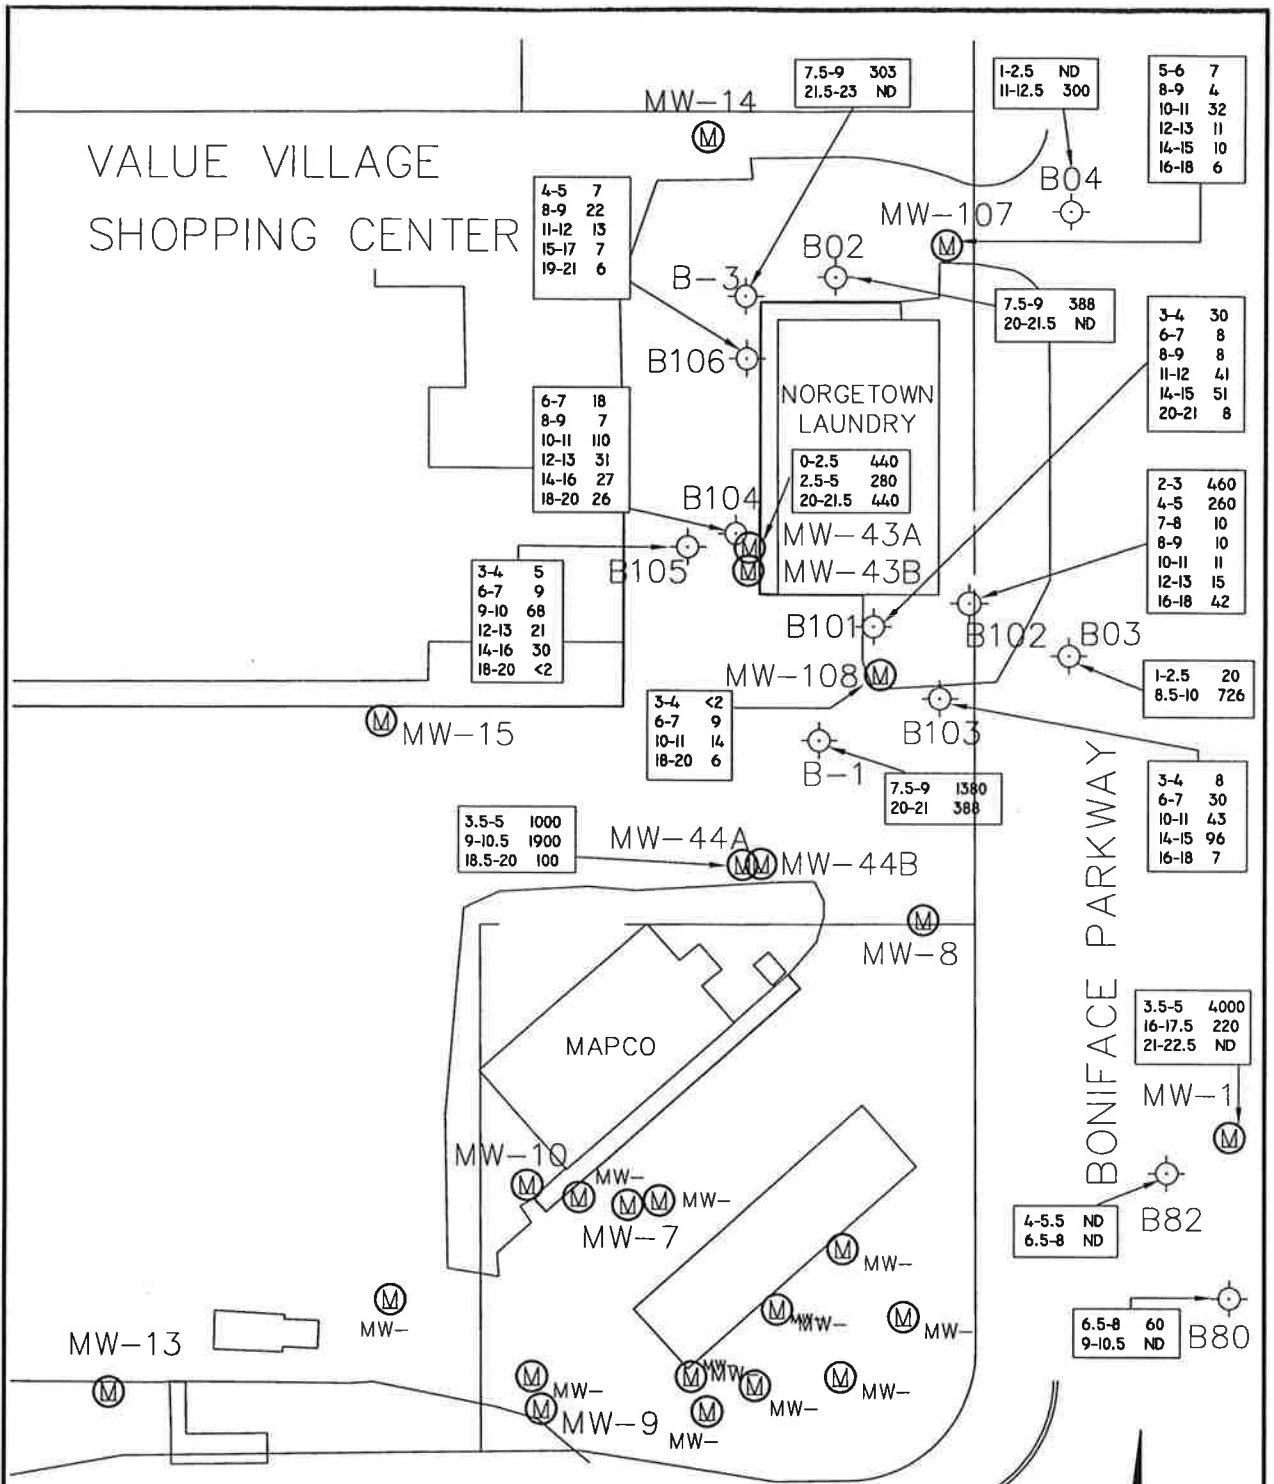 7.5-9 303
21.5-23 ND
1-2.5 ND
11-12.5 300
5-6 7
8-9 4
10-11 32
12-13 11
14-15 10
16-18 6
MW-14
VALUE VILLAGE
SHOPPING CENTER
4-5 7
8-9 22
11-12 13
15-17 7
19-21 6
B04
MW-107
B02
B-3
7.5-9 388
20-21.5 ND
3-4 30
6-7 8
8-9 8
11-12 41
14-15 51
20-21 8
B106
NORGETOWN
LAUNDRY
6-7 18
8-9 7
10-11 110
12-13 31
14-16 27
18-20 26
0-2.5 440
2.5-5 280
20-21.5 440
2-3 460
4-5 260
7-8 10
8-9 10
10-11 11
12-13 15
16-18 42
B104
M MW-43A
M MW-43B
B105
3-4 5
6-7 9
9-10 68
12-13 21
14-16 30
18-20 <2
B101
B102
B03
MW-108 M
1-2.5 20
8.5-10 726
3-4 <2
6-7 9
10-11 14
18-20 6
M MW-15
B103
B-1
7.5-9 1380
20-21 388
3-4 8
6-7 30
10-11 43
14-15 96
16-18 7
BONIFACE PARKWAY
3.5-5 1000
9-10.5 1900
18.5-20 100
MW-44A
M M MW-44B
M
MW-8
MAPCO
3.5-5 4000
16-17.5 220
21-22.5 ND
MW-1
M
MW-10
M
M MW-
M M MW-
MW-7
4-5.5 ND
6.5-8 ND
B82
M MW-
M
MW-
M MW-
M MW-
6.5-8 60
9-10.5 ND
B80
MW-13
M
M MW-
M MW-9
M MW-
M MW-
M
MW-
M MW-